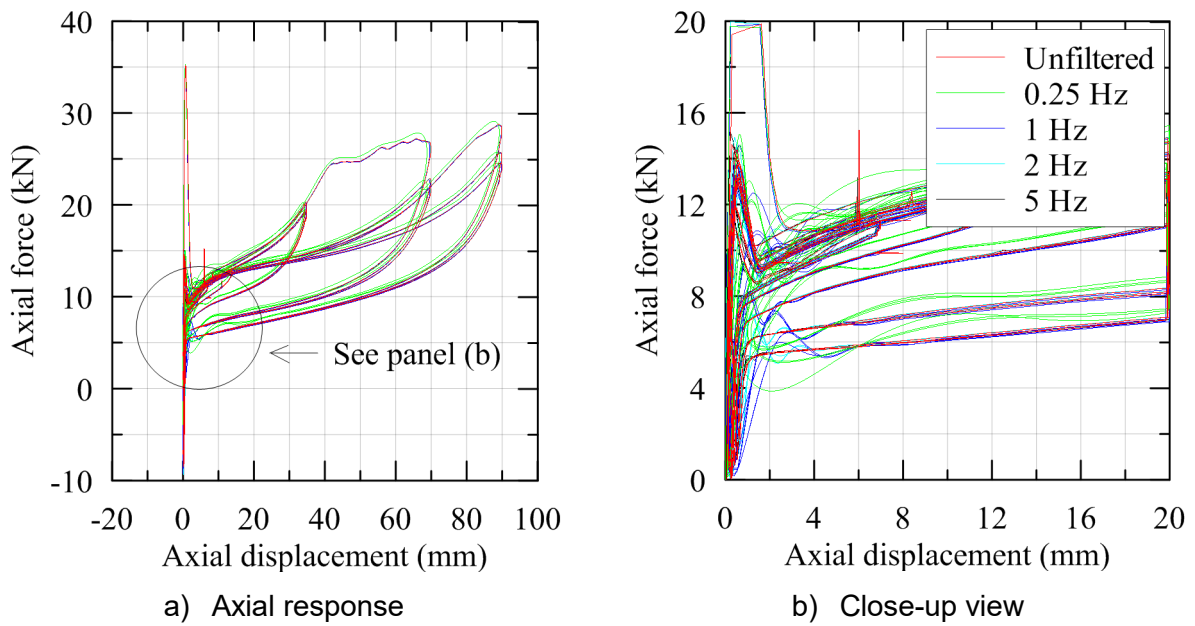 40
30
20
10
0
-10
-20 0 20 40 60 80 100
Axial force (kN)
Axial displacement (mm)
See panel (b)
a) Axial response
20
16
12
8
4
0
0 4 8 12 16 20
Axial force (kN)
Axial displacement (mm)
Unfiltered
0.25 Hz
1 Hz
2 Hz
5 Hz
b) Close-up view